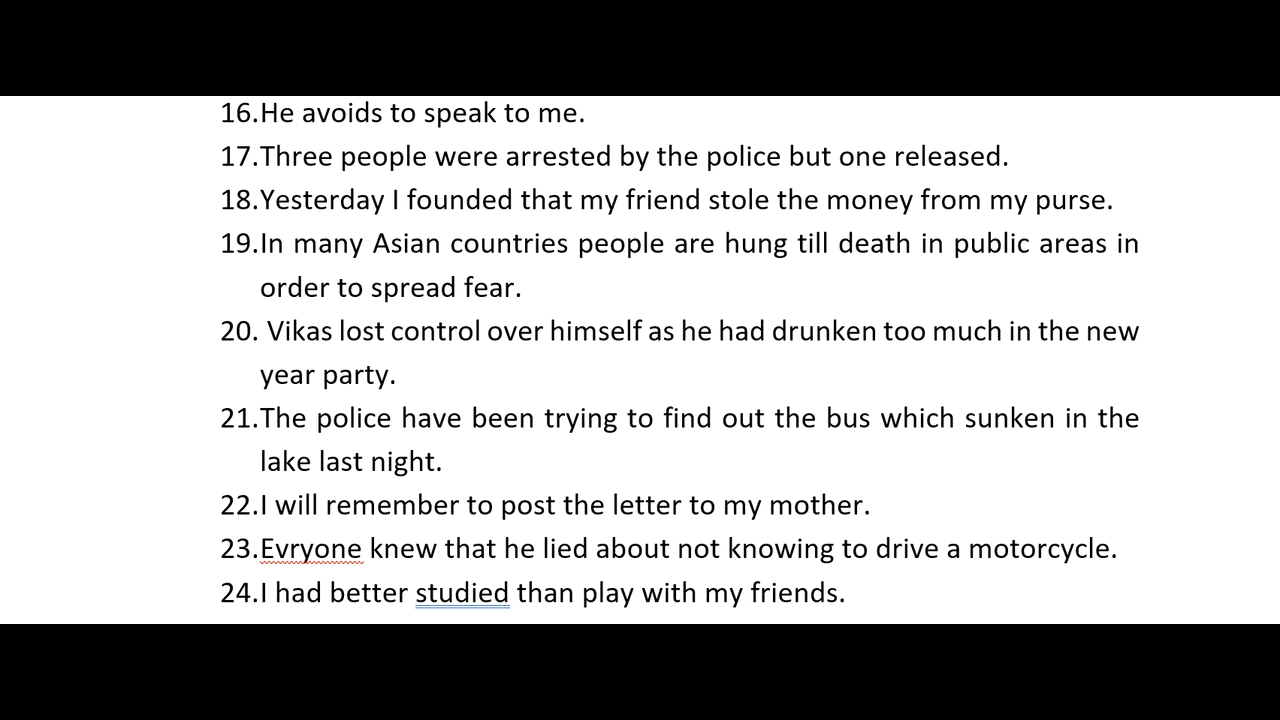 16.He avoids to speak to me.
17.Three people were arrested by the police but one released.
18.Yesterday I founded that my friend stole the money from my purse.
19.In many Asian countries people are hung till death in public areas in
order to spread fear.
20. Vikas lost control over himself as he had drunken too much in the new
year party.
21.The police have been trying to find out the bus which sunken in the
lake last night.
22.I will remember to post the letter to my mother.
23.Evryone knew that he lied about not knowing to drive a motorcycle.
24.I had better studied than play with my friends.